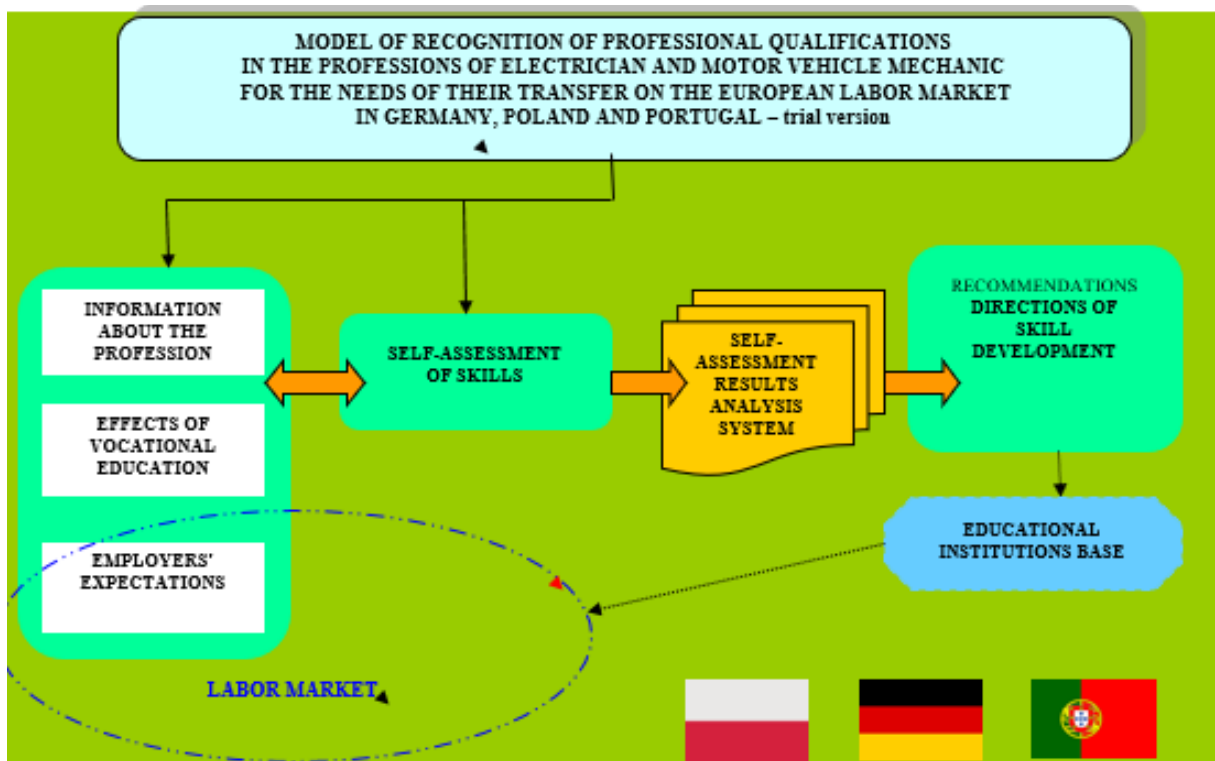 MODEL OF RECOGNITION OF PROFESSIONAL QUALIFICATIONS
IN THE PROFESSIONS OF ELECTRICIAN AND MOTOR VEHICLE MECHANIC
FOR THE NEEDS OF THEIR TRANSFER ON THE EUROPEAN LABOR MARKET
IN GERMANY, POLAND AND PORTUGAL – trial version
INFORMATION
ABOUT THE
PROFESSION
EFFECTS OF
VOCATIONAL
EDUCATION
EMPLOYERS'
EXPECTATIONS
SELF-ASSESSMENT
OF SKILLS
SELF-
ASSESSMENT
RESULTS
ANALYSIS
SYSTEM
RECOMMENDATIONS
DIRECTIONS OF
SKILL
DEVELOPMENT
EDUCATIONAL
INSTITUTIONS BASE
LABOR MARKET